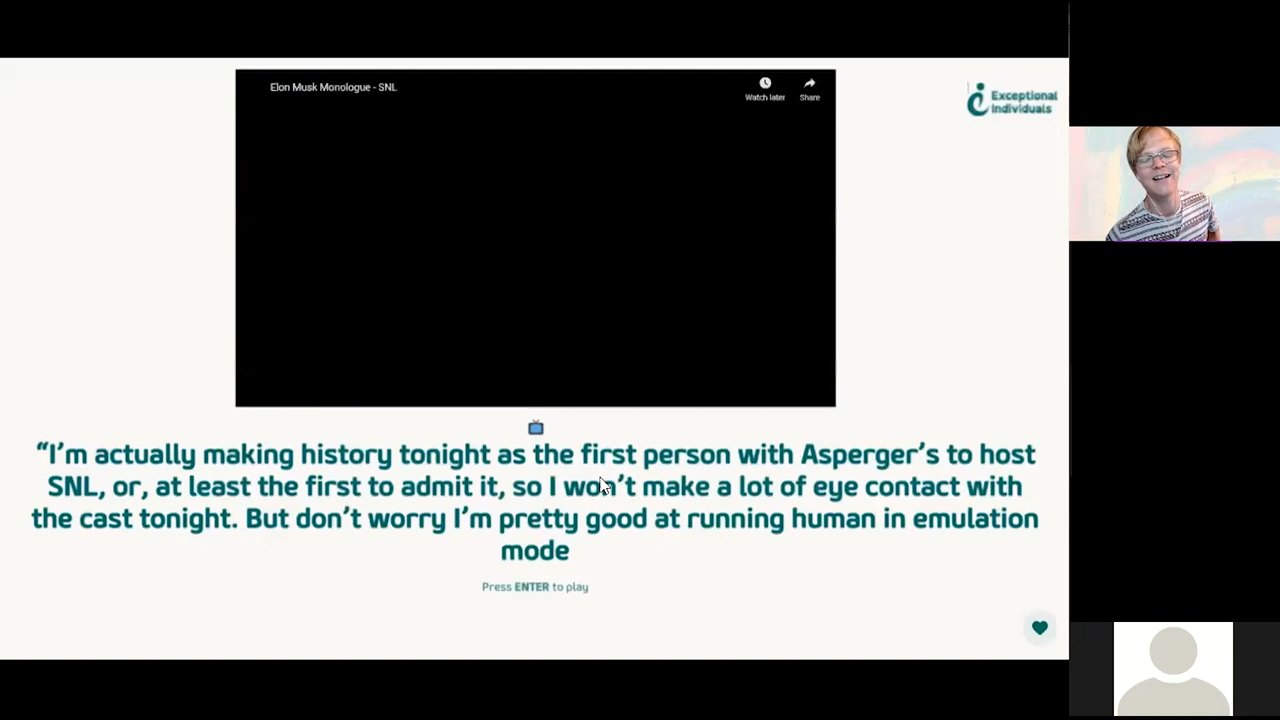 Elon Musk Monologue - SNL
Watch later
Share
Exceptional
Individuals
“I’m actually making history tonight as the first person with Asperger’s to host
SNL, or, at least the first to admit it, so I won’t make a lot of eye contact with
the cast tonight. But don’t worry I’m pretty good at running human in emulation
mode
Press ENTER to play